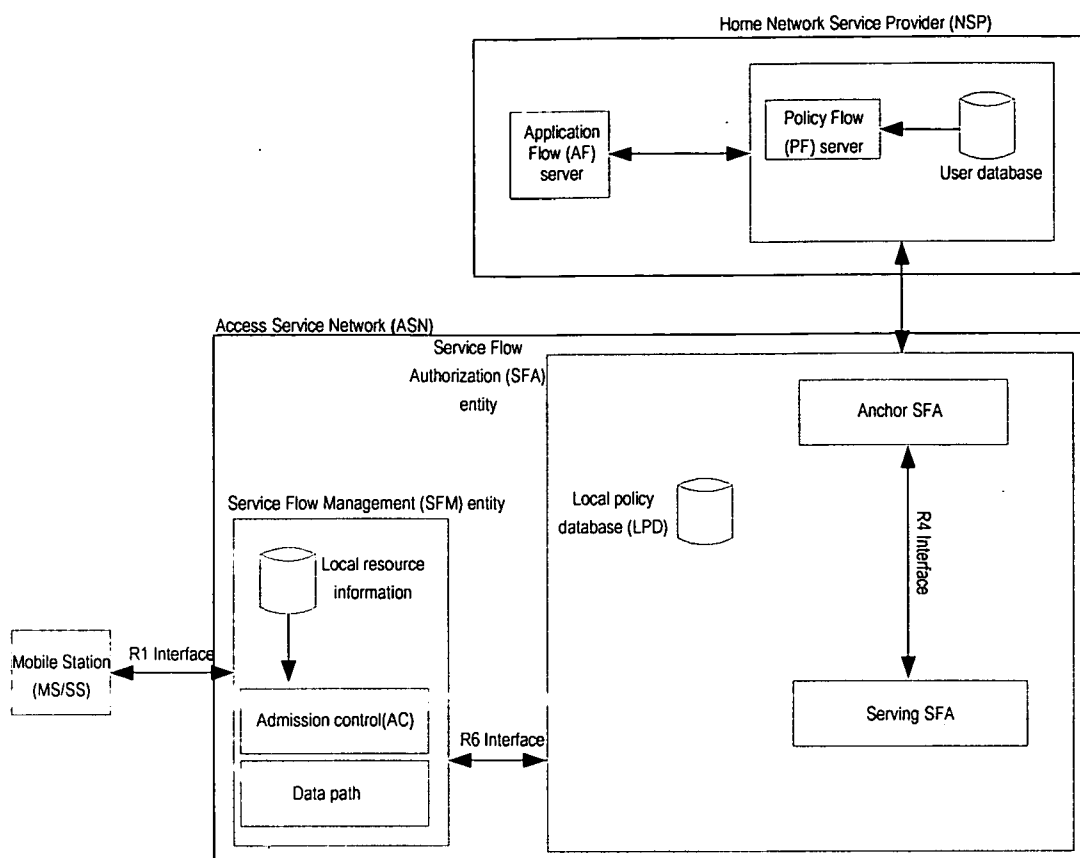 Home Network Service Provider (NSP)
Application
Flow (AF)
server
Policy Flow
(PF) server
User database
Access Service Network (ASN)
Service Flow
Authorization (SFA)
entity
Anchor SFA
Service Flow Management (SFM) entity
Local policy
database (LPD)
Local resource
information
R4 Interface
Mobile Station
(MS/SS)
R1 Interface
Admission control(AC)
R6 Interface
Serving SFA
Data path